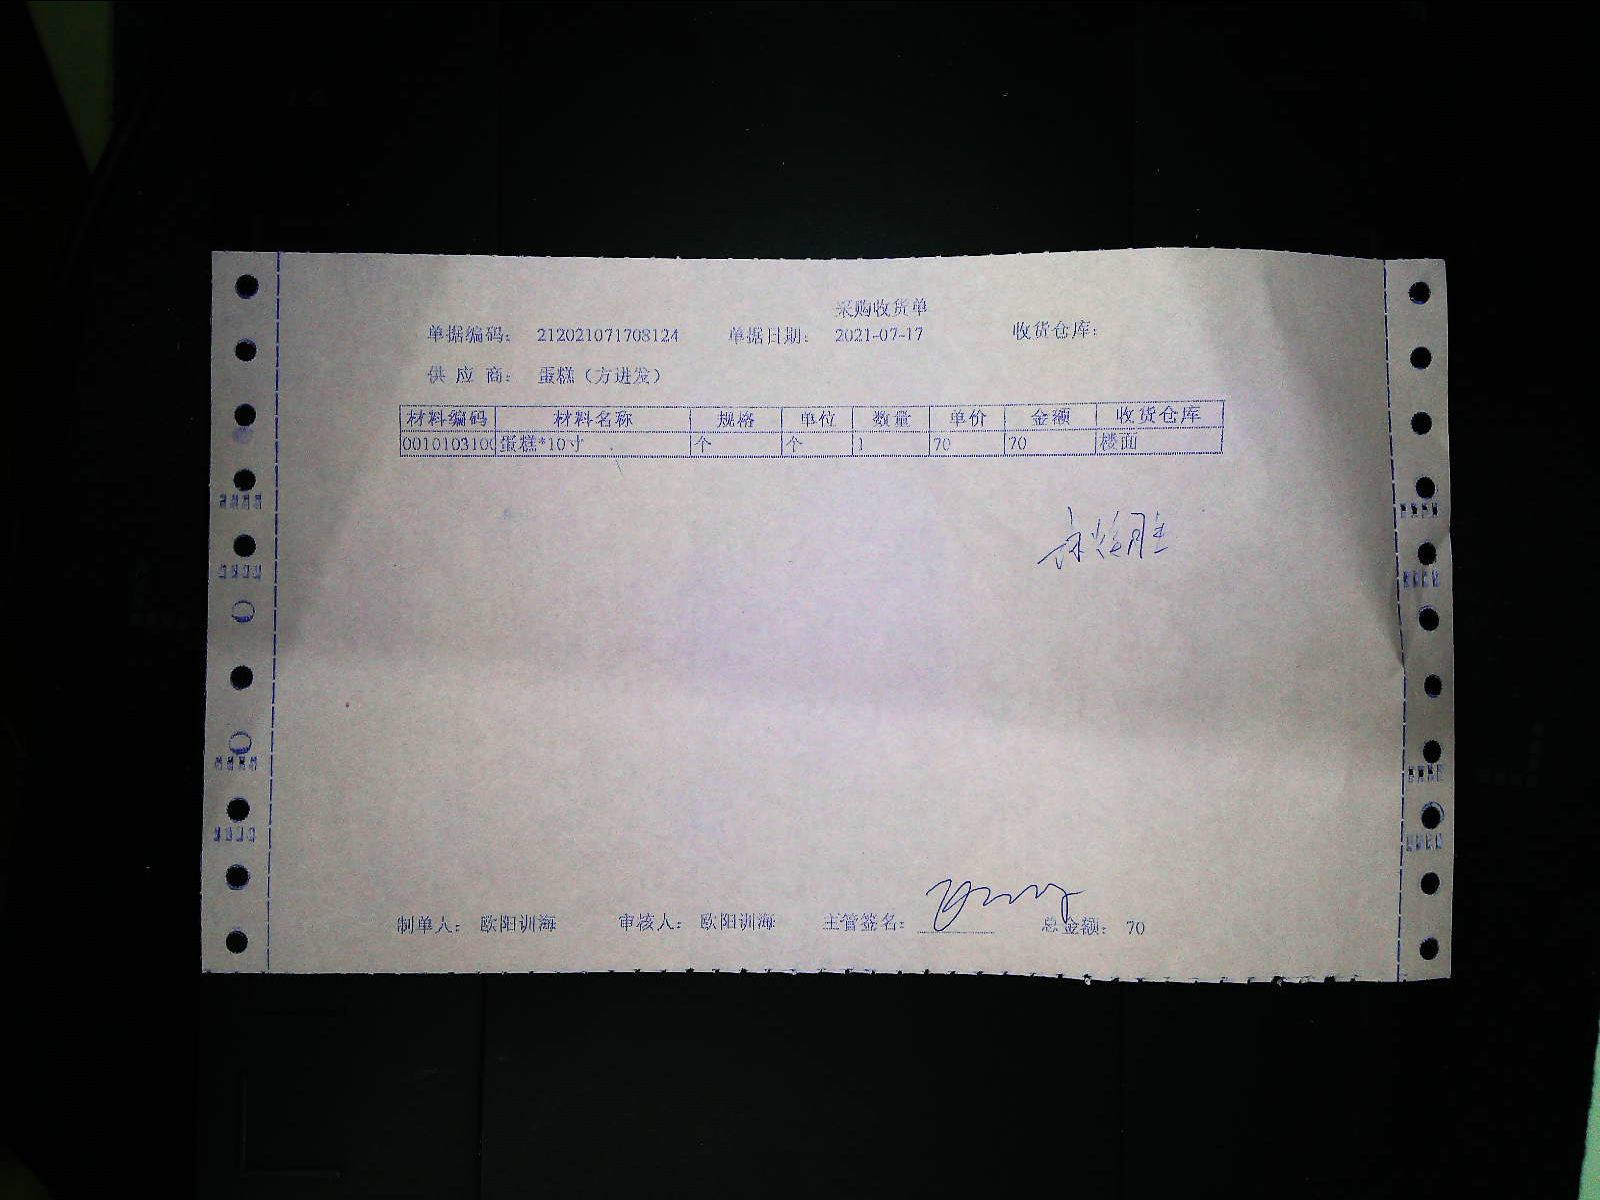 采购收货单
单据编码： 212021071708124 单据日期： 2021-07-17 收货仓库：
供 应 商： 蛋糕（方进发）
材料编码 材料名称 规格 单位 数量 单价 金额 收货仓库
0010103100 蛋糕*10寸 个 个 1 70 70 楼面
制单人： 欧阳训海 审核人： 欧阳训海 主管签名： 总金额： 70